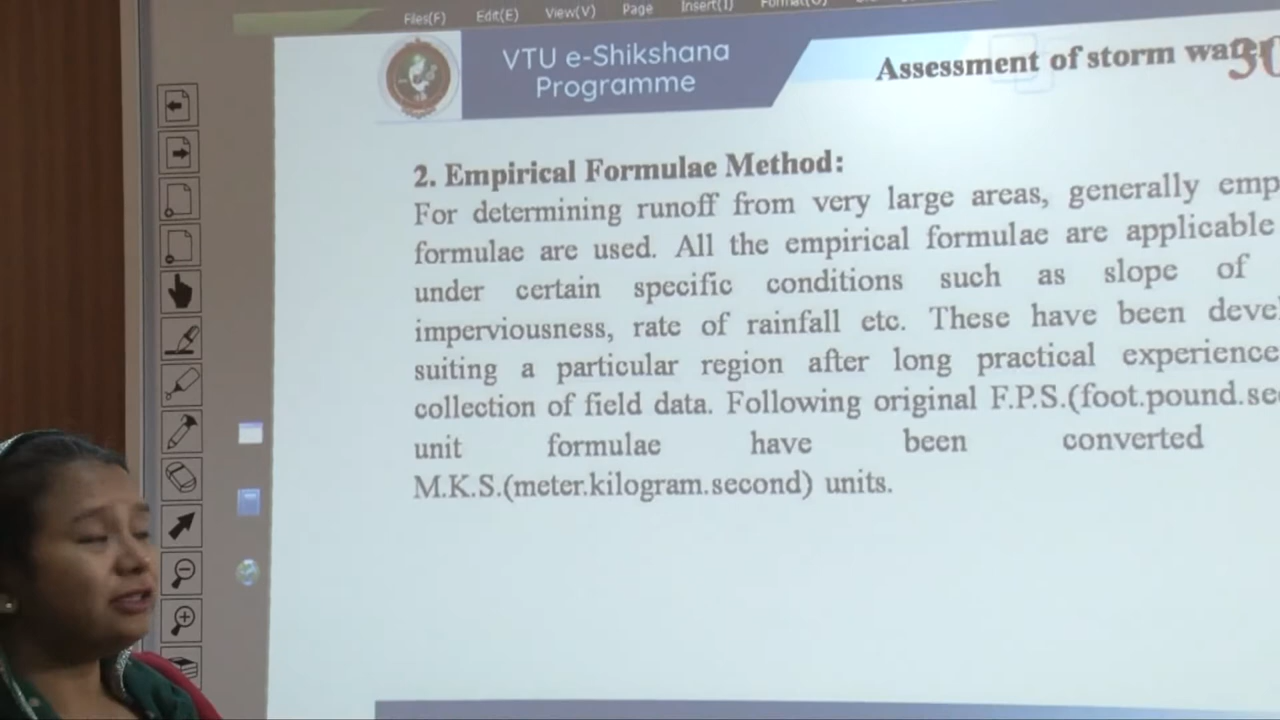 Files(F) Edit(E) View(V) Page Insert(I)
VTU e-Shikshana
Programme
Assessment of storm water
2. Empirical Formulae Method:
For determining runoff from very large areas, generally emp
formulae are used. All the empirical formulae are applicable
under certain specific conditions such as slope of
imperviousness, rate of rainfall etc. These have been deve
suiting a particular region after long practical experience
collection of field data. Following original F.P.S.(foot.pound.se
unit formulae have been converted
M.K.S.(meter.kilogram.second) units.